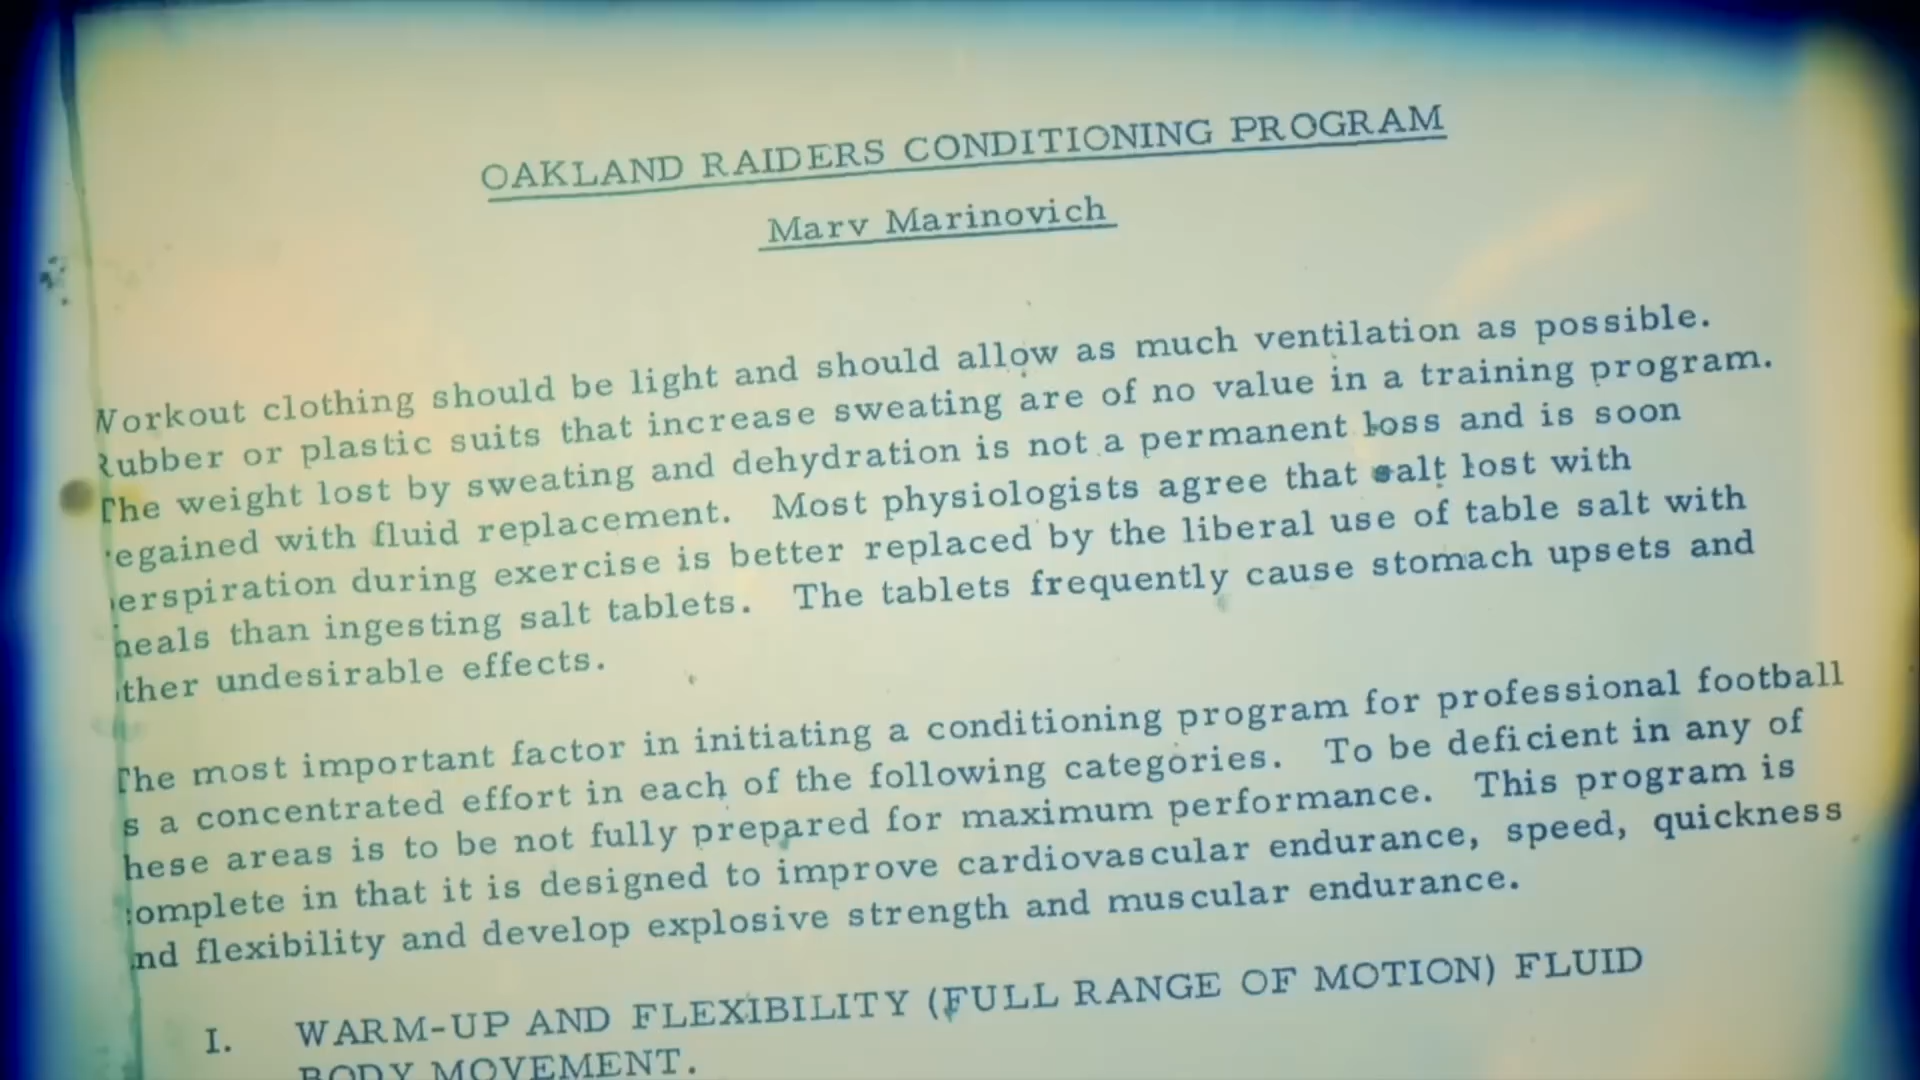 OAKLAND RAIDERS CONDITIONING PROGRAM
Marv Marinovich
Workout clothing should be light and should allow as much ventilation as possible.
Rubber or plastic suits that increase sweating are of no value in a training program.
The weight lost by sweating and dehydration is not a permanent loss and is soon
egained with fluid replacement. Most physiologists agree that salt lost with
erspiration during exercise is better replaced by the liberal use of table salt with
meals than ingesting salt tablets. The tablets frequently cause stomach upsets and
ther undesirable effects.
The most important factor in initiating a conditioning program for professional football
s a concentrated effort in each of the following categories. To be deficient in any of
hese areas is to be not fully prepared for maximum performance. This program is
omplete in that it is designed to improve cardiovascular endurance, speed, quickness
nd flexibility and develop explosive strength and muscular endurance.
I. WARM-UP AND FLEXIBILITY (FULL RANGE OF MOTION) FLUID
BODY MOVEMENT.